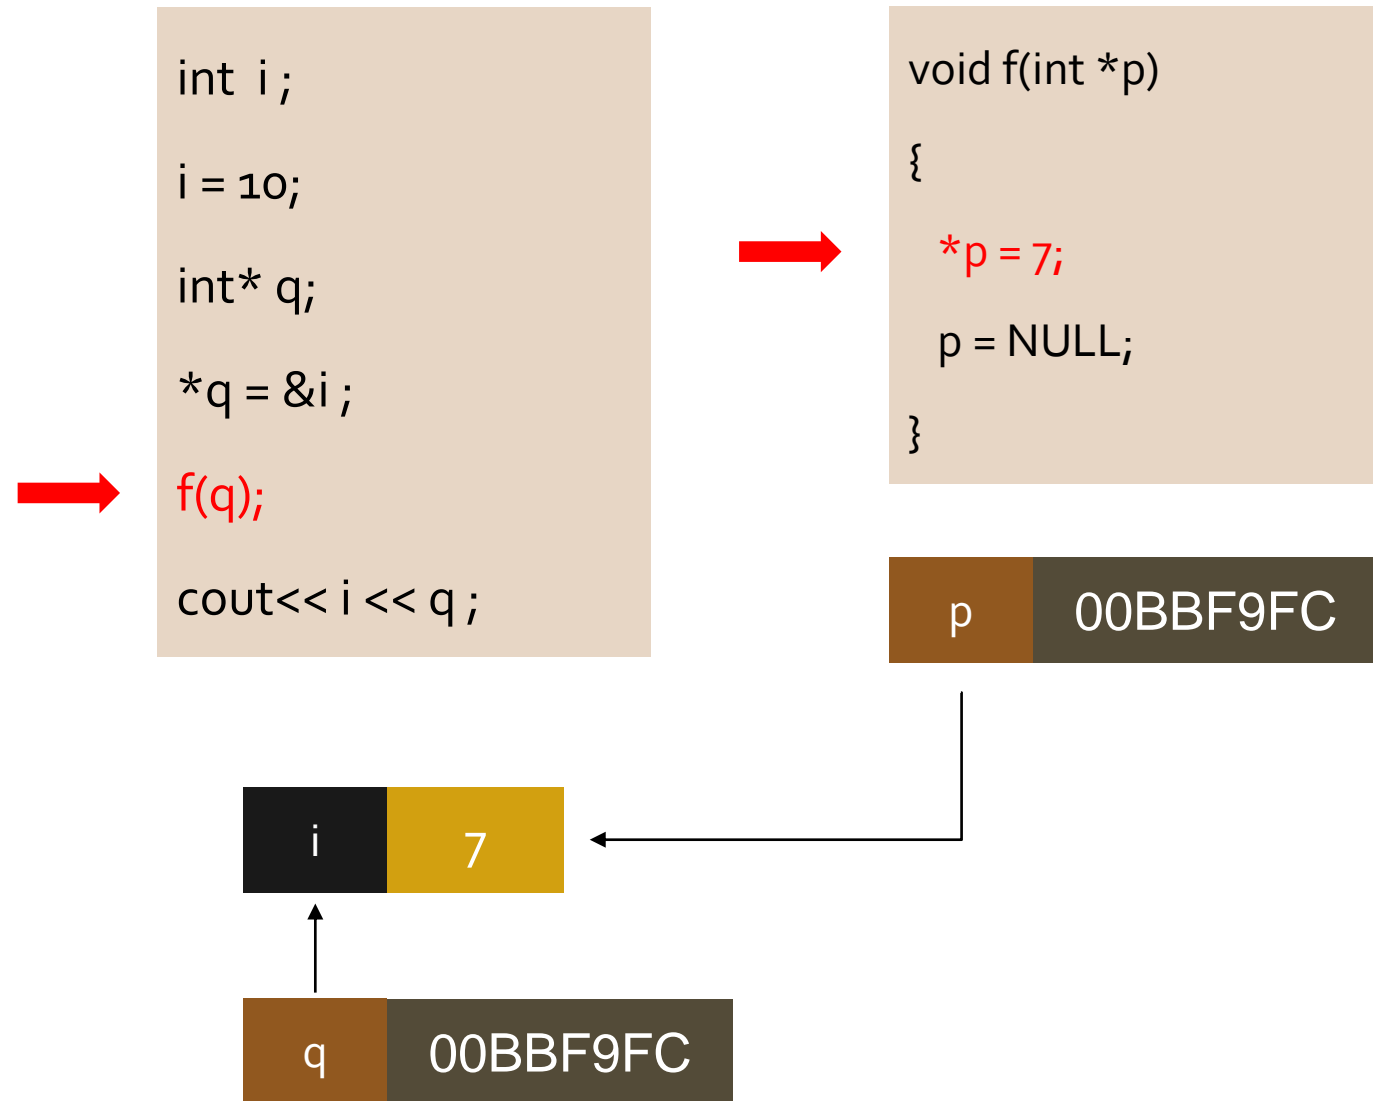 int i ;
i = 10;
int* q;
*q = &i ;
f(q);
cout<< i << q ;
void f(int *p)
{
*p = 7;
p = NULL;
}
p 00BBF9FC
i 7
q 00BBF9FC